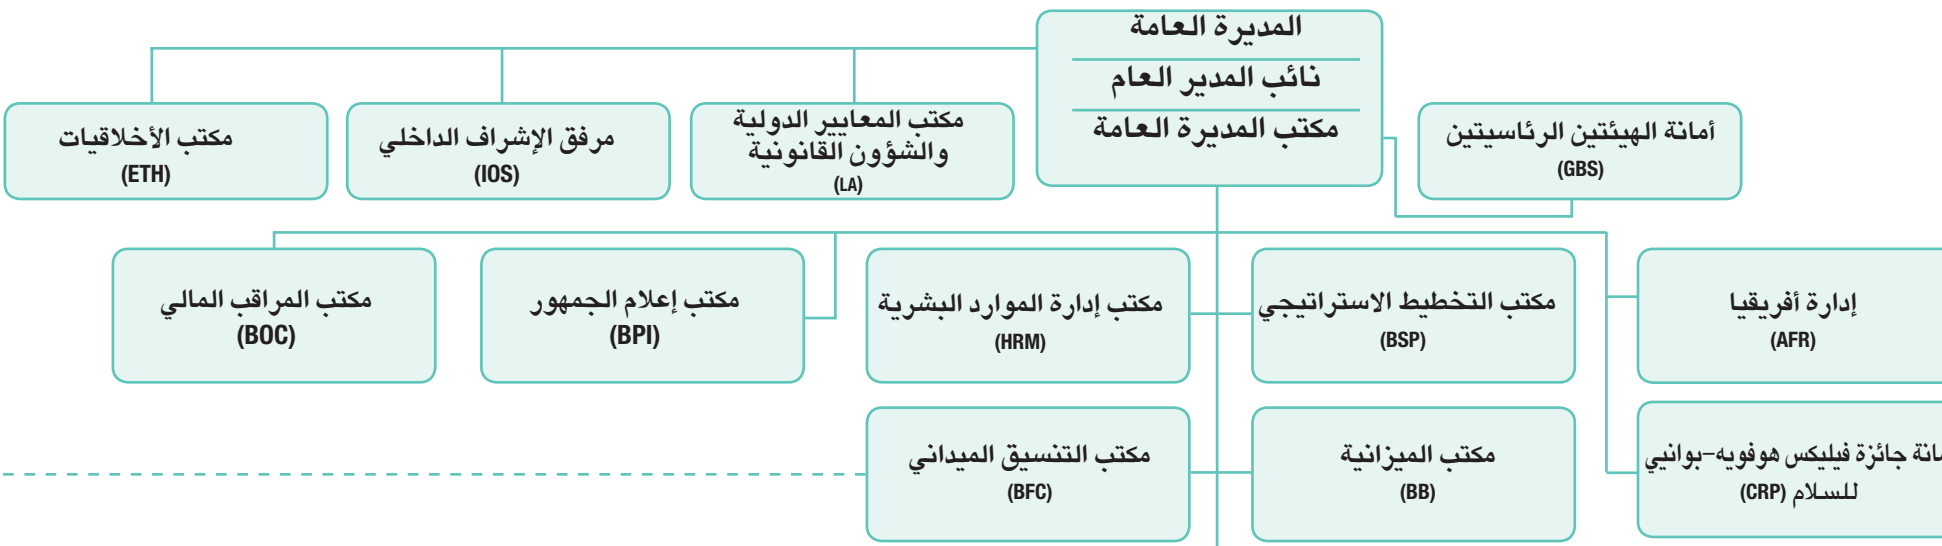 المديرة العامة
نائب المدير العام
مكتب المديرة العامة
أمانة الهيئتين الرئاسيتين
(GBS)
مكتب المعايير الدولية
والشؤون القانونية
(LA)
مرفق الإشراف الداخلي
(IOS)
مكتب الأخلاقيات
(ETH)
إدارة أفريقيا
(AFR)
مكتب التخطيط الاستراتيجي
(BSP)
مكتب إدارة الموارد البشرية
(HRM)
مكتب إعلام الجمهور
(BPI)
مكتب المراقب المالي
(BOC)
جائزة فيليكس هوفويه-بوانيي
للسلام (CRP)
مكتب الميزانية
(BB)
مكتب التنسيق الميداني
(BFC)